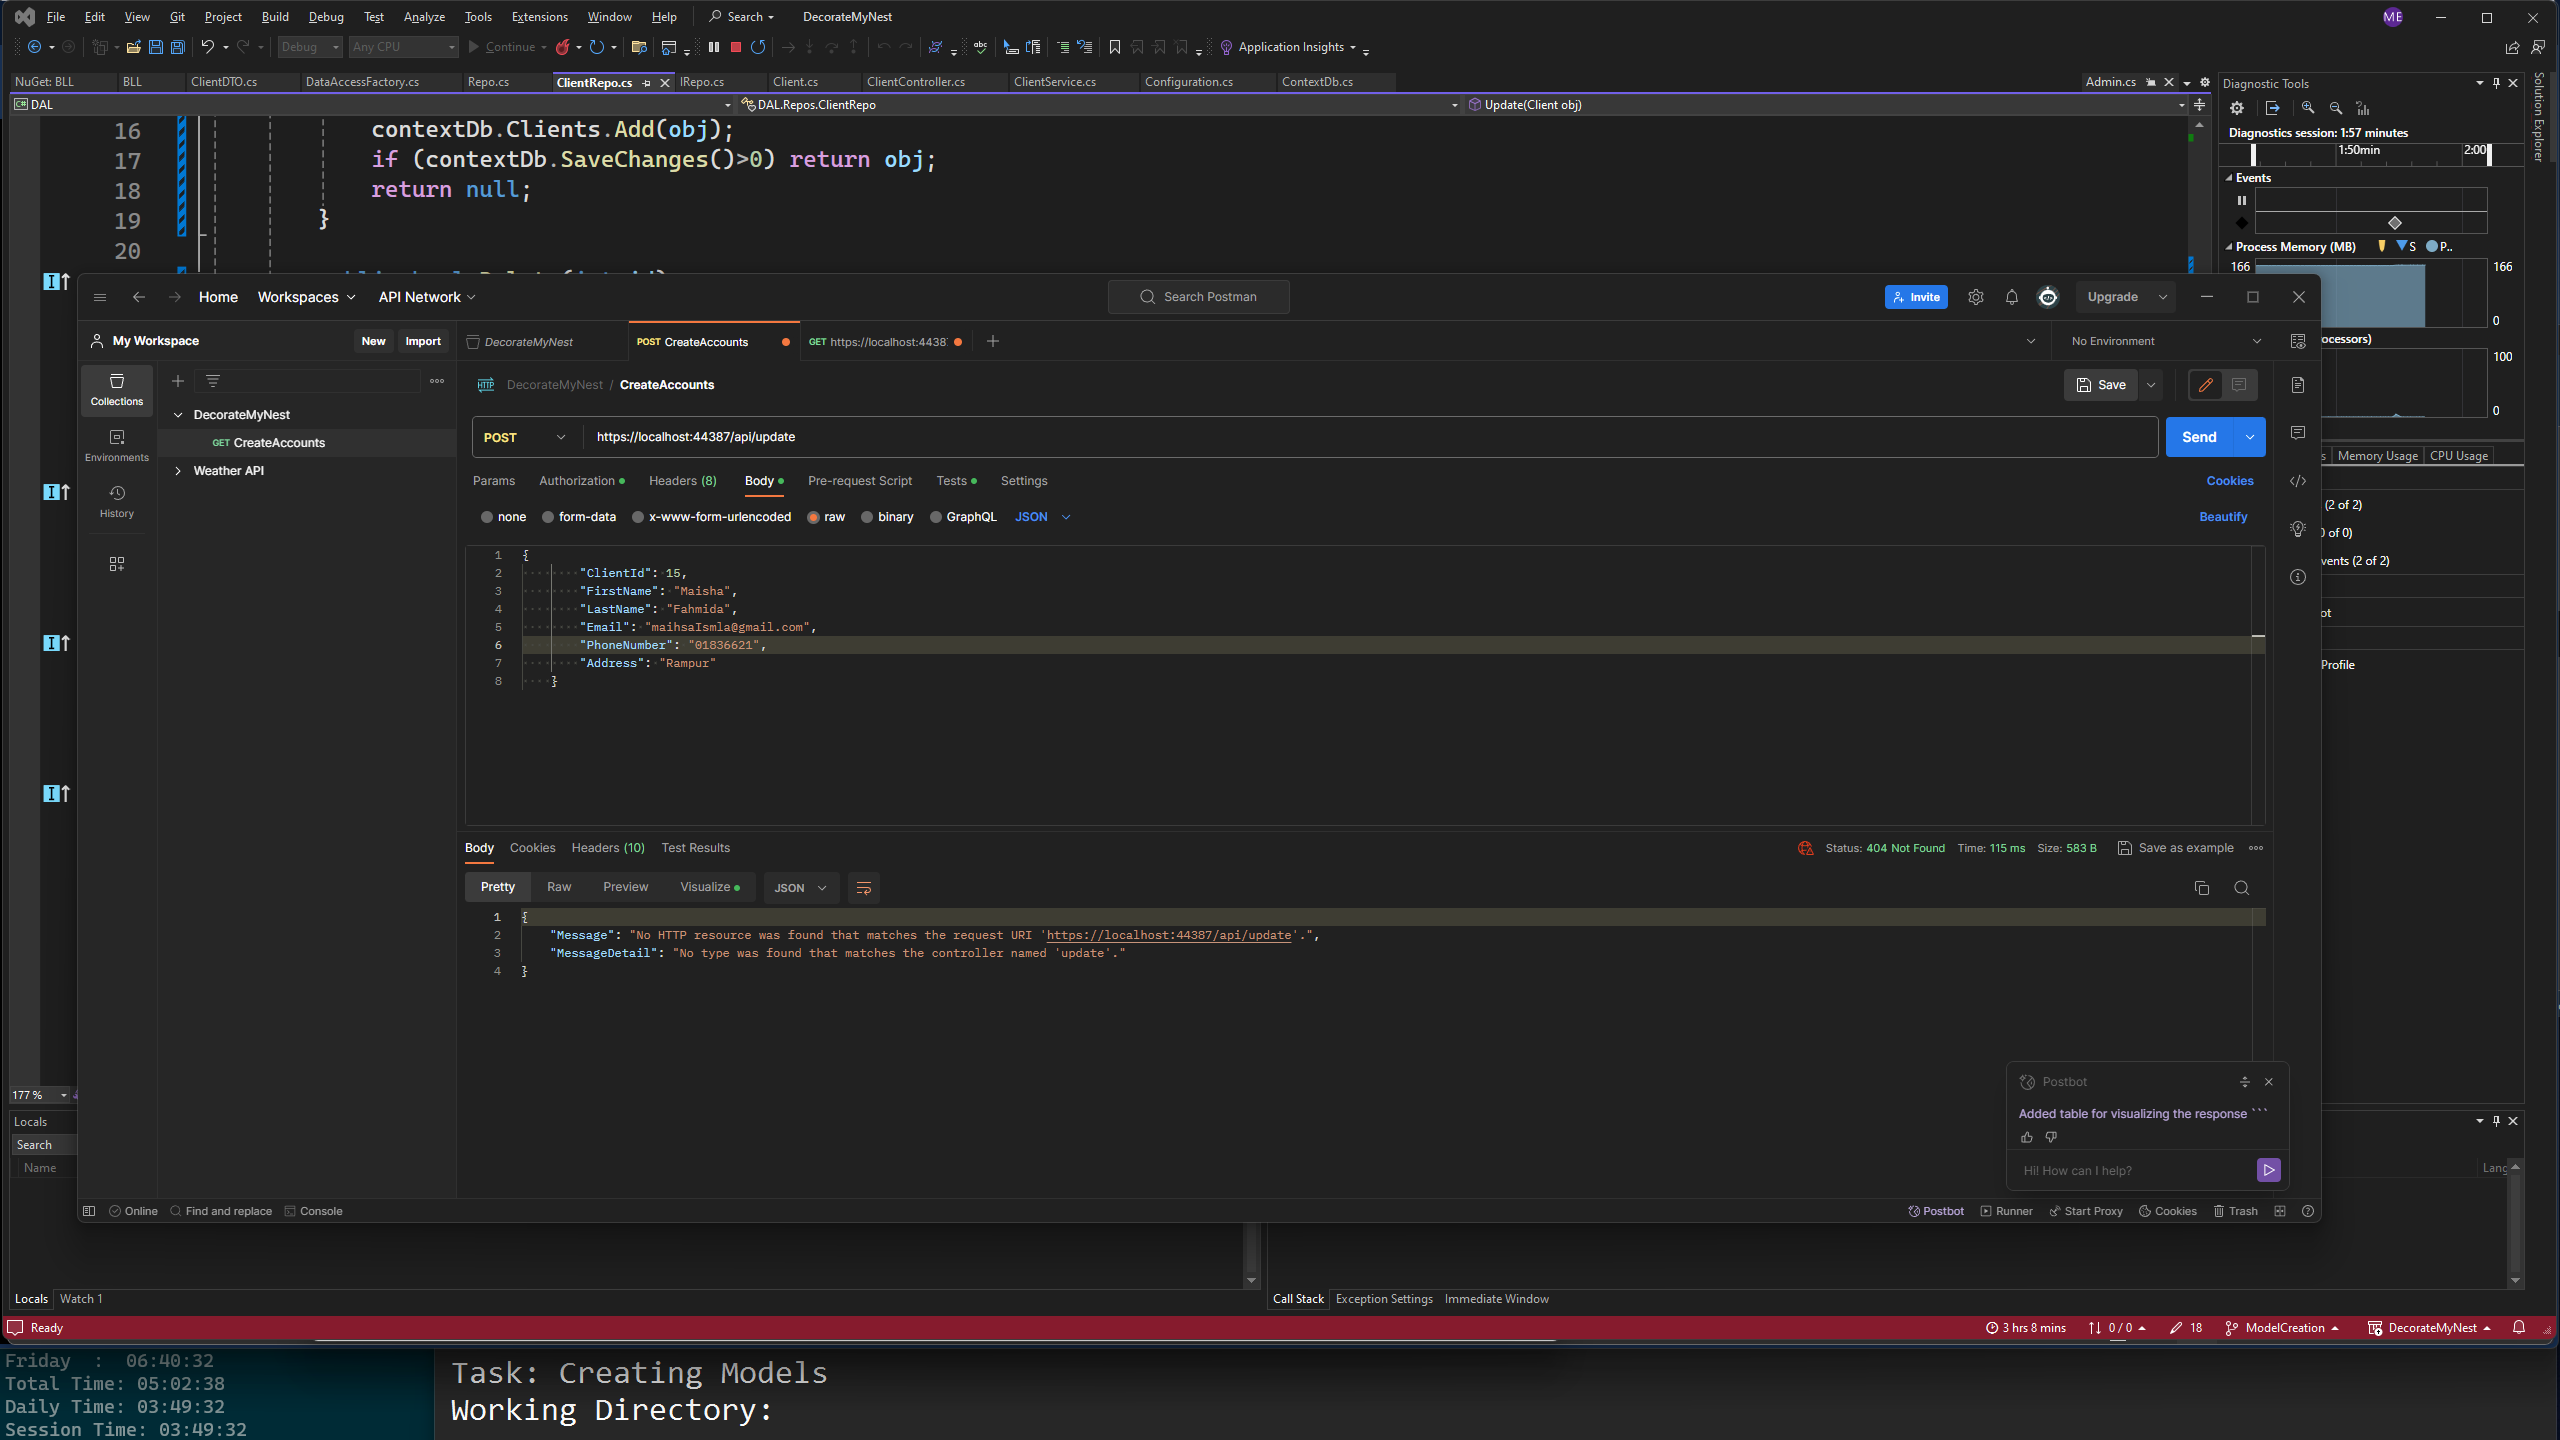 File Edit View Git Project Build Debug Test Analyze Tools Extensions Window Help Search DecorateMyNest ME
Debug Any CPU Continue Application Insights
NuGet: BLL BLL ClientDTO.cs DataAccessFactory.cs Repo.cs ClientRepo.cs IRepo.cs Client.cs ClientController.cs ClientService.cs Configuration.cs ContextDb.cs Admin.cs
DAL DAL.Repos.ClientRepo Update(Client obj)
16 contextDb.Clients.Add(obj);
17 if (contextDb.SaveChanges()>0) return obj;
18 return null;
19 }
20
Diagnostic Tools
Diagnostics session: 1:57 minutes
1:50min 2:00
Events
Process Memory (MB) S P..
166 166
0
ocessors)
100
0
Memory Usage CPU Usage
(2 of 2)
of 0)
vents (2 of 2)
ot
Profile
Solution Explorer
Home Workspaces API Network Search Postman Invite Upgrade
My Workspace New Import DecorateMyNest POST CreateAccounts GET https://localhost:4438 No Environment
Collections
Environments
History
DecorateMyNest
GET CreateAccounts
Weather API
HTTP DecorateMyNest / CreateAccounts Save
POST https://localhost:44387/api/update Send
Params Authorization Headers (8) Body Pre-request Script Tests Settings Cookies
none form-data x-www-form-urlencoded raw binary GraphQL JSON Beautify
1 {
2 "ClientId": 15,
3 "FirstName": "Maisha",
4 "LastName": "Fahmida",
5 "Email": "maihsaIsmla@gmail.com",
6 "PhoneNumber": "01836621",
7 "Address": "Rampur"
8 }
Body Cookies Headers (10) Test Results Status: 404 Not Found Time: 115 ms Size: 583 B Save as example
Pretty Raw Preview Visualize JSON
1 {
2 "Message": "No HTTP resource was found that matches the request URI 'https://localhost:44387/api/update'.",
3 "MessageDetail": "No type was found that matches the controller named 'update'."
4 }
Postbot
Added table for visualizing the response ```
Hi! How can I help?
Online Find and replace Console Postbot Runner Start Proxy Cookies Trash
177 %
Locals
Search
Name
Lang
Locals Watch 1
Call Stack Exception Settings Immediate Window
Ready 3 hrs 8 mins 0 / 0 18 ModelCreation DecorateMyNest
Friday : 06:40:32
Total Time: 05:02:38
Daily Time: 03:49:32
Session Time: 03:49:32
Task: Creating Models
Working Directory: